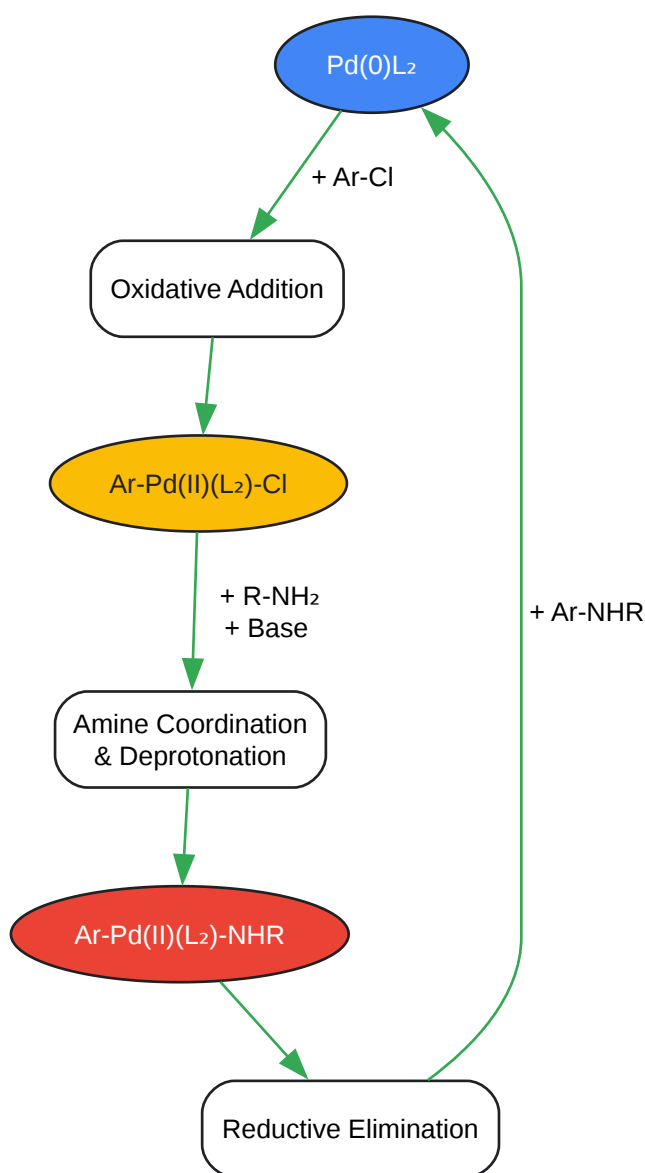 Pd(0)L₂
+ Ar-Cl
Oxidative Addition
Ar-Pd(II)(L₂)-Cl
+ R-NH₂
+ Base
+ Ar-NHR
Amine Coordination
& Deprotonation
Ar-Pd(II)(L₂)-NHR
Reductive Elimination